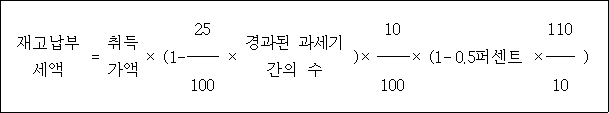 25 10 110
재고납부 = 취득 × (1- × 경과된 과세기 )× × (1-0.5퍼센트 × )
세액 가액 간의 수
100 100 10